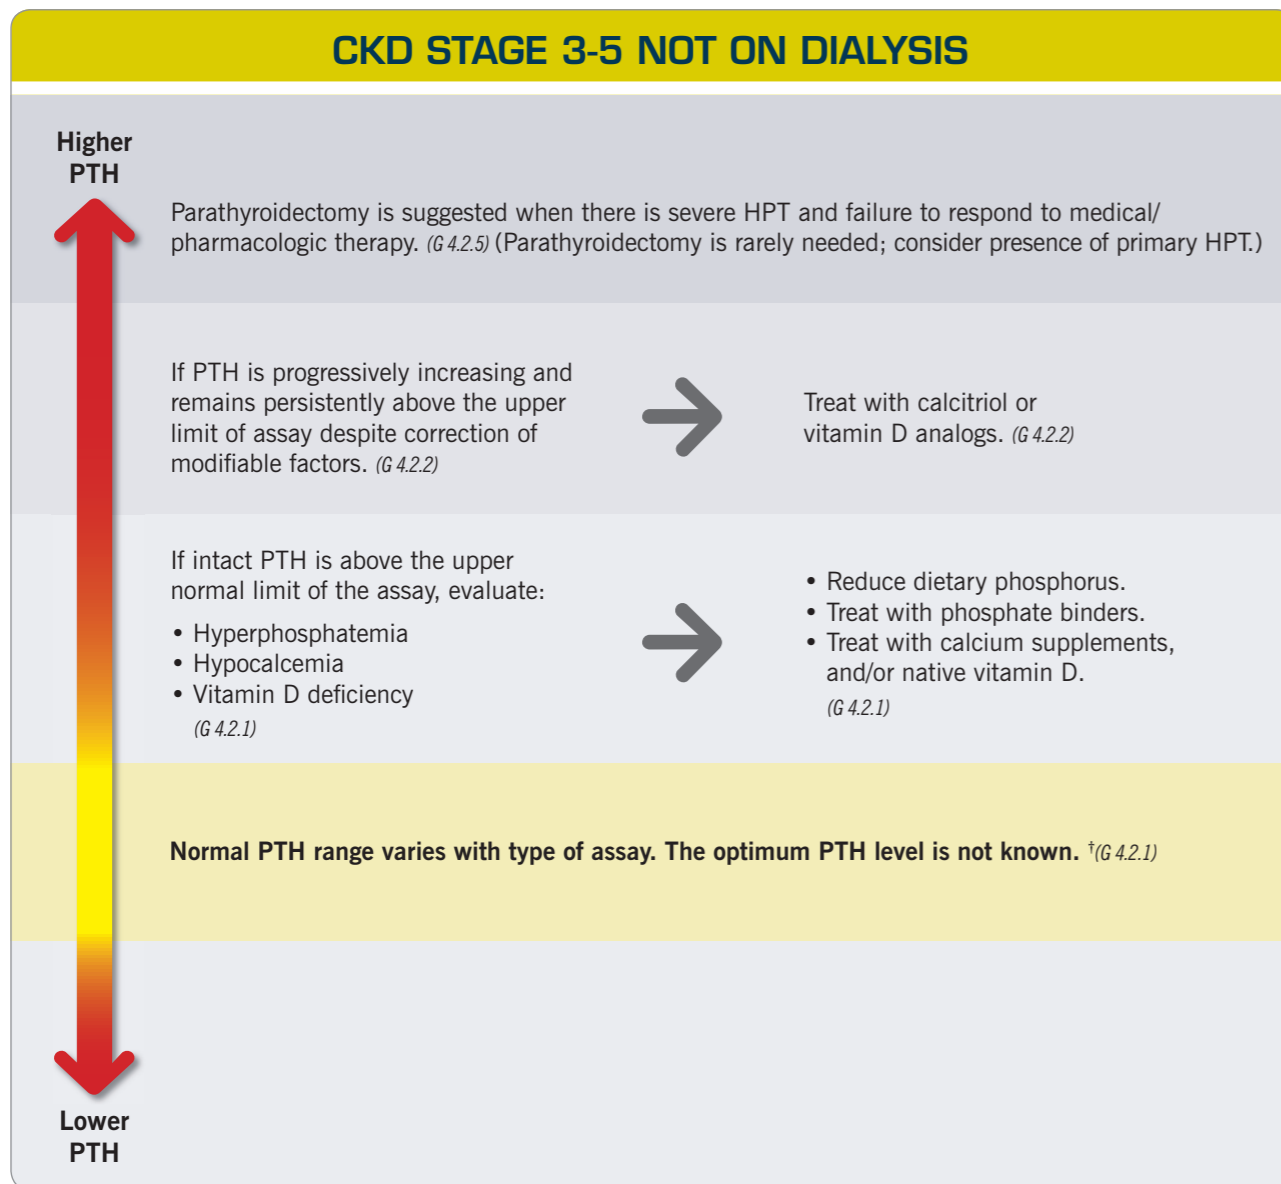 CKD STAGE 3-5 NOT ON DIALYSIS
Higher
PTH
Parathyroidectomy is suggested when there is severe HPT and failure to respond to medical/
pharmacologic therapy. (G 4.2.5) (Parathyroidectomy is rarely needed; consider presence of primary HPT.)
If PTH is progressively increasing and
remains persistently above the upper
limit of assay despite correction of
modifiable factors. (G 4.2.2)
Treat with calcitriol or
vitamin D analogs. (G 4.2.2)
If intact PTH is above the upper
normal limit of the assay, evaluate:
• Hyperphosphatemia
• Hypocalcemia
• Vitamin D deficiency
(G 4.2.1)
• Reduce dietary phosphorus.
• Treat with phosphate binders.
• Treat with calcium supplements,
and/or native vitamin D.
(G 4.2.1)
Normal PTH range varies with type of assay. The optimum PTH level is not known. †(G 4.2.1)
Lower
PTH